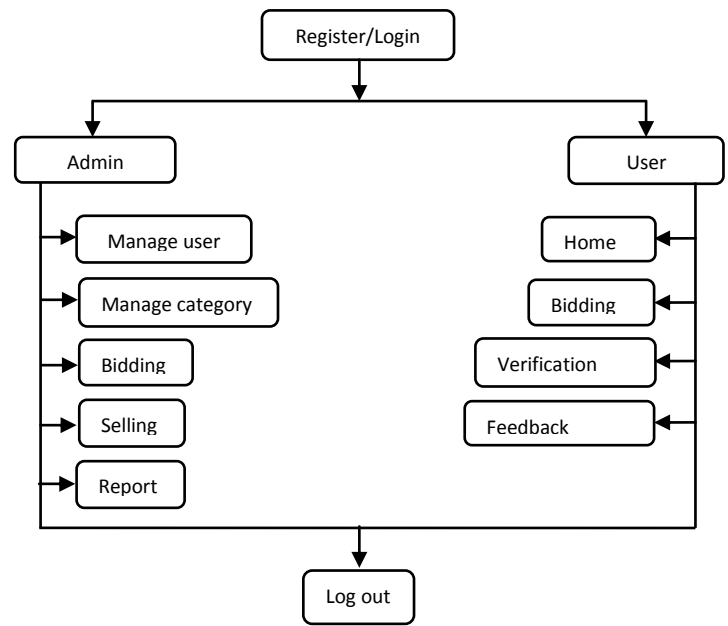 Register/Login
Admin
User
Manage user
Manage category
Bidding
Selling
Report
Home
Bidding
Verification
Feedback
Log out